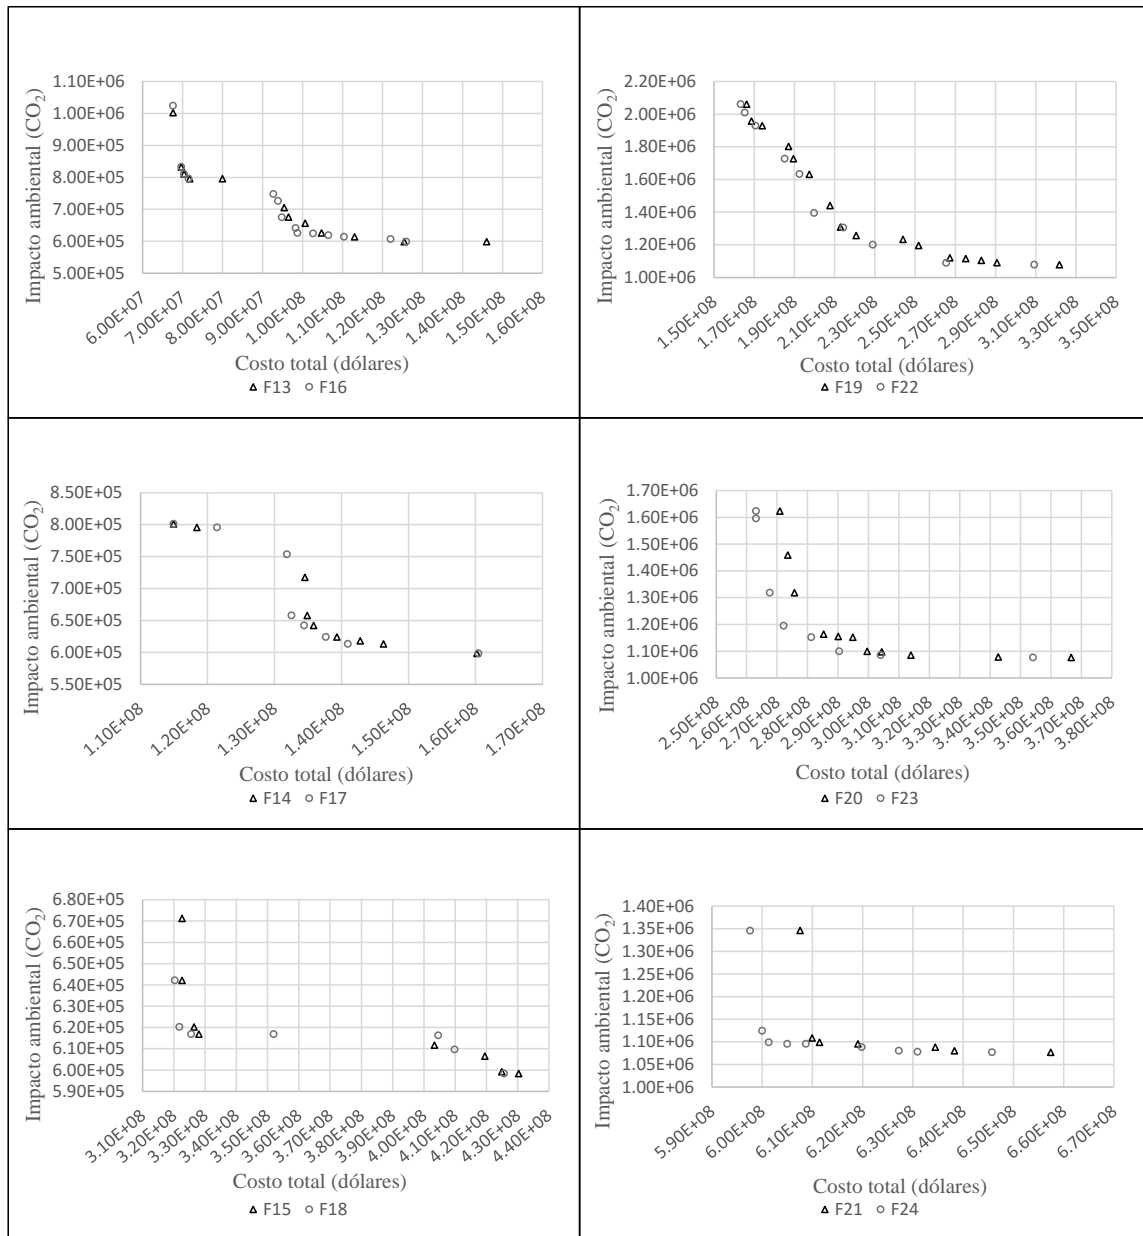 Impacto ambiental (CO₂)
1.10E+06
1.00E+06
9.00E+05
8.00E+05
7.00E+05
6.00E+05
5.00E+05
6.00E+07 7.00E+07 8.00E+07 9.00E+07 1.00E+08 1.10E+08 1.20E+08 1.30E+08 1.40E+08 1.50E+08 1.60E+08
Costo total (dólares)
F13 F16
Impacto ambiental (CO₂)
2.20E+06
2.00E+06
1.80E+06
1.60E+06
1.40E+06
1.20E+06
1.00E+06
1.50E+08 1.70E+08 1.90E+08 2.10E+08 2.30E+08 2.50E+08 2.70E+08 2.90E+08 3.10E+08 3.30E+08 3.50E+08
Costo total (dólares)
F19 F22
Impacto ambiental (CO₂)
8.50E+05
8.00E+05
7.50E+05
7.00E+05
6.50E+05
6.00E+05
5.50E+05
1.10E+08 1.20E+08 1.30E+08 1.40E+08 1.50E+08 1.60E+08 1.70E+08
Costo total (dólares)
F14 F17
Impacto ambiental (CO₂)
1.70E+06
1.60E+06
1.50E+06
1.40E+06
1.30E+06
1.20E+06
1.10E+06
1.00E+06
2.50E+08 2.60E+08 2.70E+08 2.80E+08 2.90E+08 3.00E+08 3.10E+08 3.20E+08 3.30E+08 3.40E+08 3.50E+08 3.60E+08 3.70E+08 3.80E+08
Costo total (dólares)
F20 F23
Impacto ambiental (CO₂)
6.80E+05
6.70E+05
6.60E+05
6.50E+05
6.40E+05
6.30E+05
6.20E+05
6.10E+05
6.00E+05
5.90E+05
3.10E+08 3.20E+08 3.30E+08 3.40E+08 3.50E+08 3.60E+08 3.70E+08 3.80E+08 3.90E+08 4.00E+08 4.10E+08 4.20E+08 4.30E+08 4.40E+08
Costo total (dólares)
F15 F18
Impacto ambiental (CO₂)
1.40E+06
1.35E+06
1.30E+06
1.25E+06
1.20E+06
1.15E+06
1.10E+06
1.05E+06
1.00E+06
5.90E+08 6.00E+08 6.10E+08 6.20E+08 6.30E+08 6.40E+08 6.50E+08 6.60E+08 6.70E+08
Costo total (dólares)
F21 F24